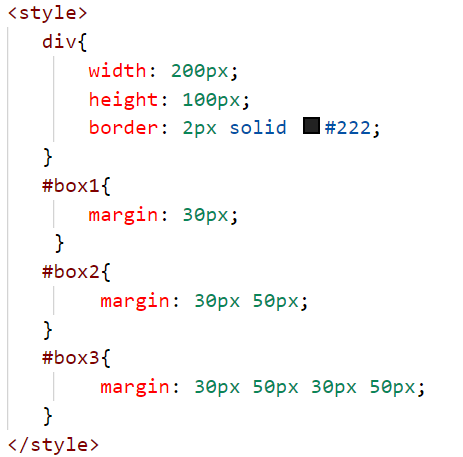 <style>
div{
width: 200px;
height: 100px;
border: 2px solid #222;
}
#box1{
margin: 30px;
}
#box2{
margin: 30px 50px;
}
#box3{
margin: 30px 50px 30px 50px;
}
</style>